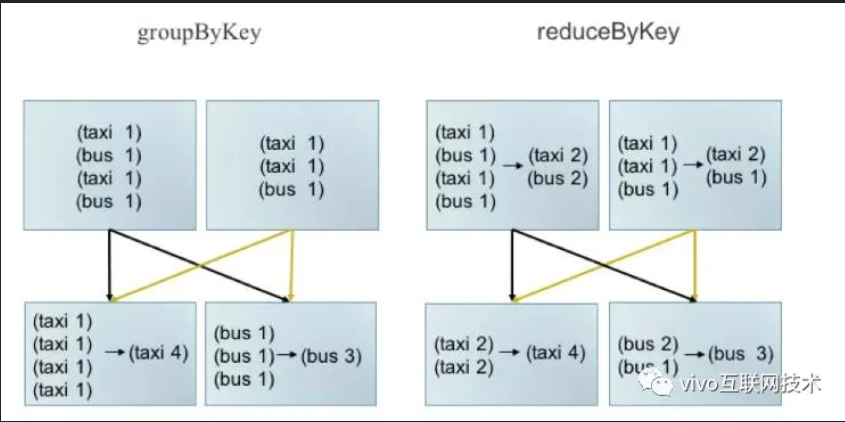 groupByKey
reduceByKey
(taxi 1)
(bus 1)
(taxi 1)
(bus 1)
(taxi 1)
(taxi 1)
(bus 1)
(taxi 1)
(bus 1)
(taxi 1)
(bus 1)
(taxi 2)
(bus 2)
(taxi 1)
(taxi 1)
(bus 1)
(taxi 2)
(bus 1)
(taxi 1)
(taxi 1)
(taxi 1)
(taxi 1)
(taxi 4)
(bus 1)
(bus 1)
(bus 1)
(bus 3)
(taxi 2)
(taxi 2)
(taxi 4)
(bus 2)
(bus 1)
(bus 3)
vivo互联网技术